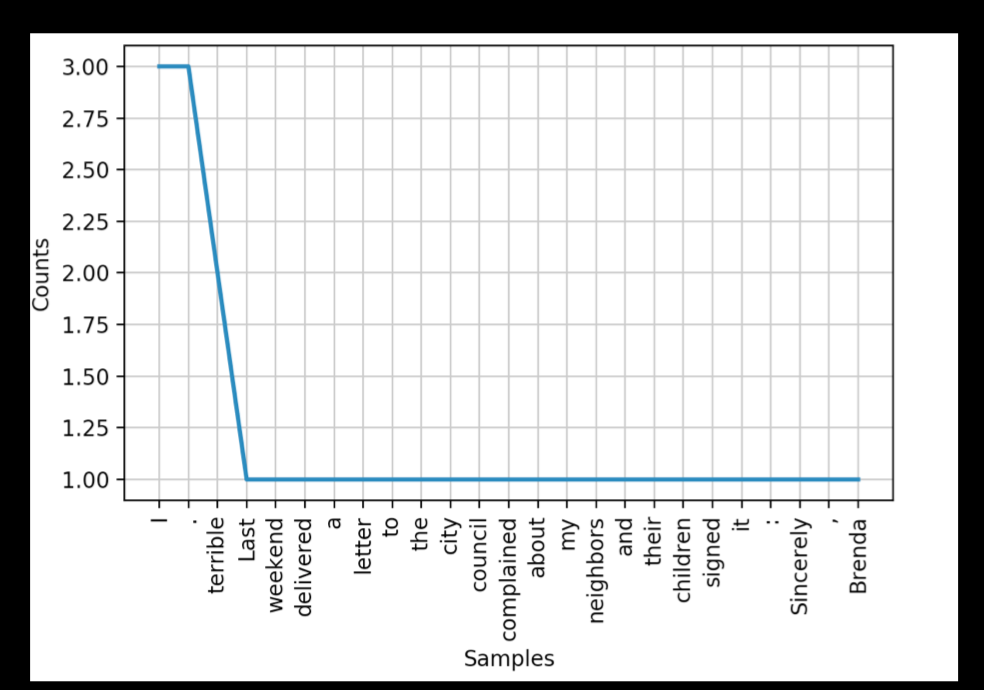 3.00
2.75
2.50
2.25
2.00
1.75
1.50
1.25
1.00
Counts
I
.
terrible
Last
weekend
delivered
a
letter
to
the
city
council
complained
about
my
neighbors
and
their
children
signed
it
:
Sincerely
,
Brenda
Samples